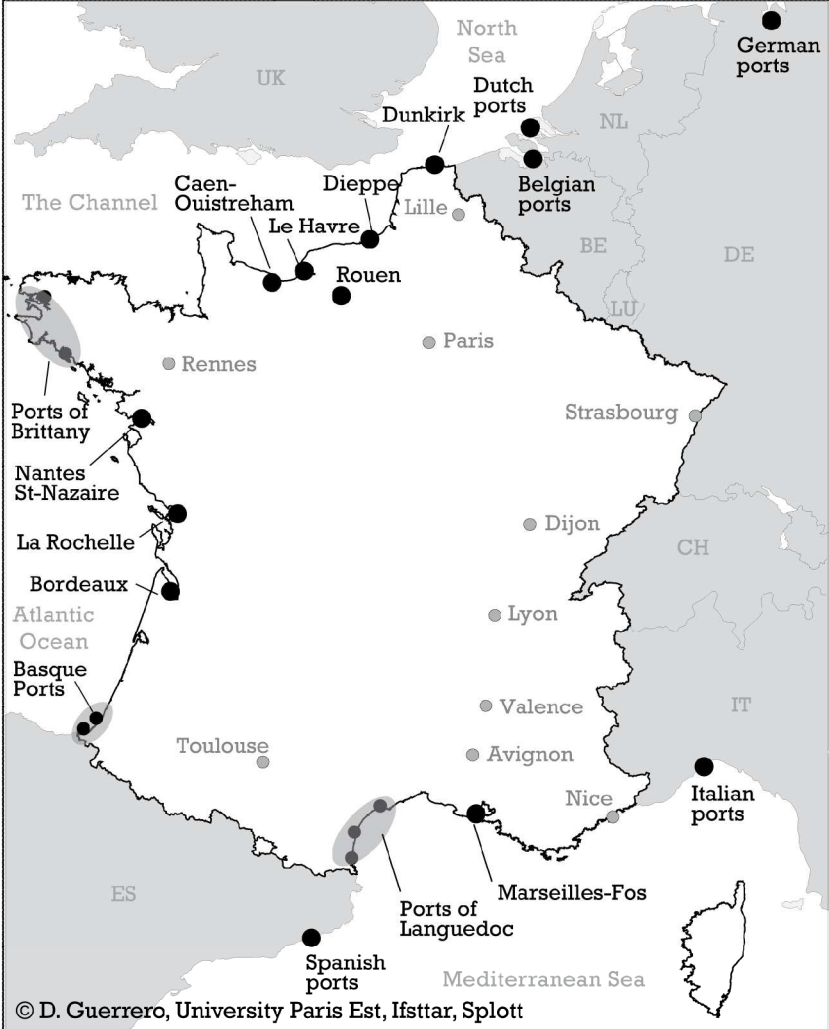 North
Sea
German
ports
UK
Dutch
ports
Dunkirk
NL
Caen-
Ouistreham
Dieppe
Belgian
ports
The Channel
Lille
Le Havre
BE
DE
Rouen
LU
Paris
Rennes
Ports of
Brittany
Strasbourg
Nantes
St-Nazaire
Dijon
La Rochelle
CH
Bordeaux
Atlantic
Ocean
Lyon
Basque
Ports
Valence
IT
Toulouse
Avignon
Nice
Italian
ports
ES
Marseilles-Fos
Ports of
Languedoc
Spanish
ports
Mediterranean Sea
© D. Guerrero, University Paris Est, Ifsttar, Splott